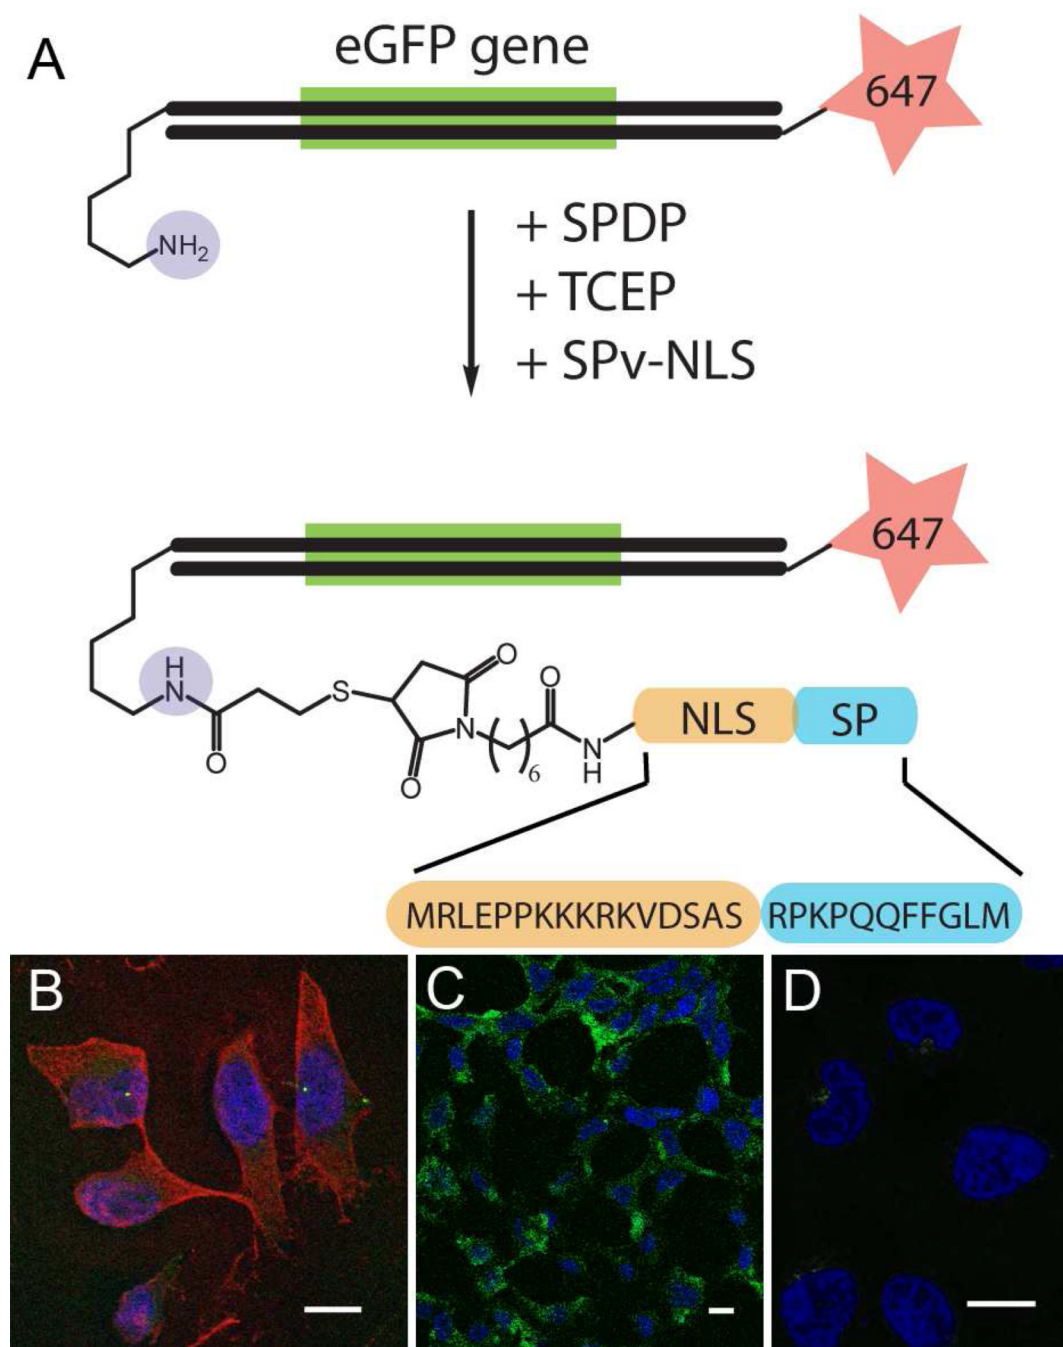 A
eGFP gene
647
NH2
+ SPDP
+ TCEP
+ SPv-NLS
647
H
N
O
S
O
N
O
O
( )6
N
H
NLS
SP
MRLEPPKKKRKVDSAS
RPKPQQFFGLM
B
C
D